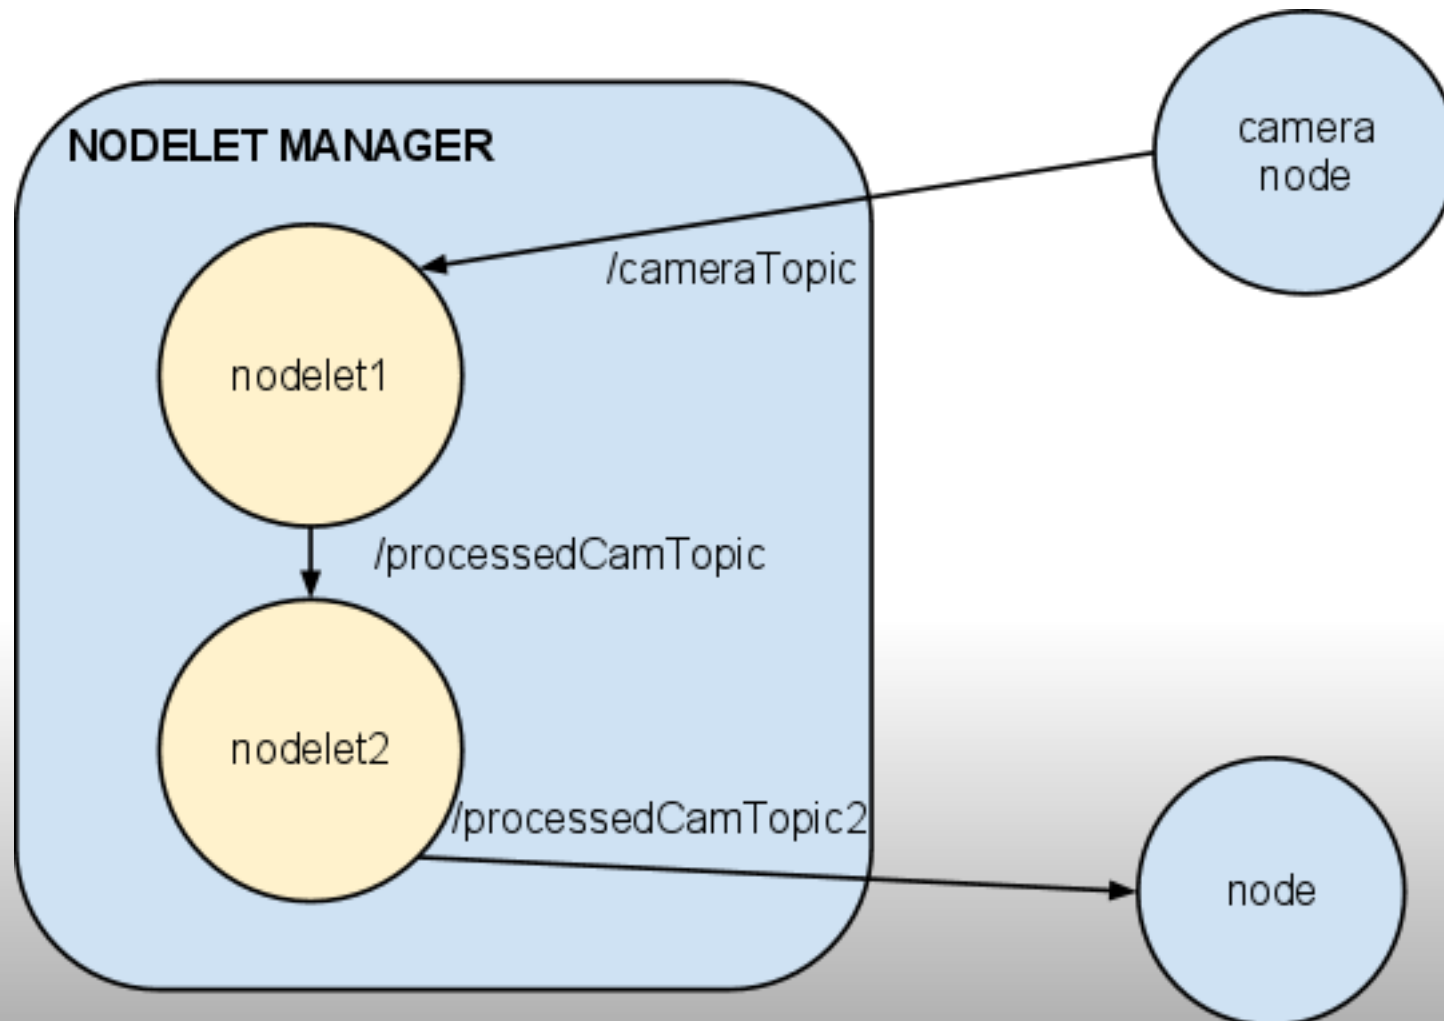 NODELET MANAGER
camera
node
/cameraTopic
nodelet1
/processedCamTopic
nodelet2
/processedCamTopic2
node